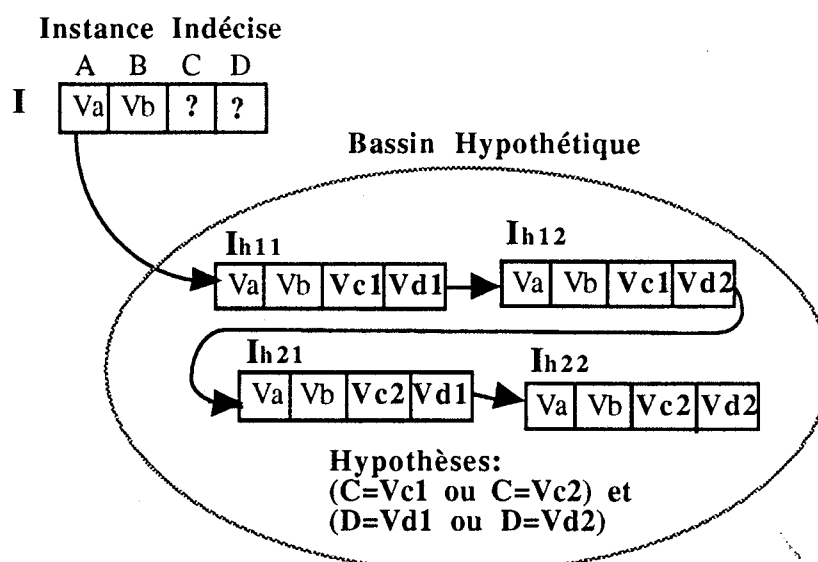 Instance Indécise
A B C D
I Va Vb ? ?
Bassin Hypothétique
Ih11 Ih12
Va Vb Vc1 Vd1 Va Vb Vc1 Vd2
Ih21 Ih22
Va Vb Vc2 Vd1 Va Vb Vc2 Vd2
Hypothèses:
(C=Vc1 ou C=Vc2) et
(D=Vd1 ou D=Vd2)